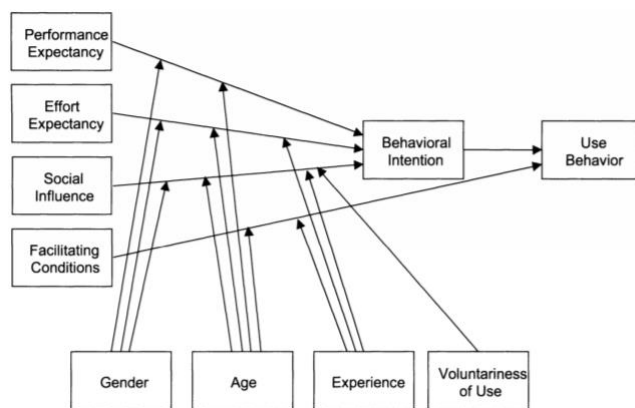 Performance
Expectancy
Effort
Expectancy
Social
Influence
Facilitating
Conditions
Behavioral
Intention
Use
Behavior
Gender
Age
Experience
Voluntariness
of Use